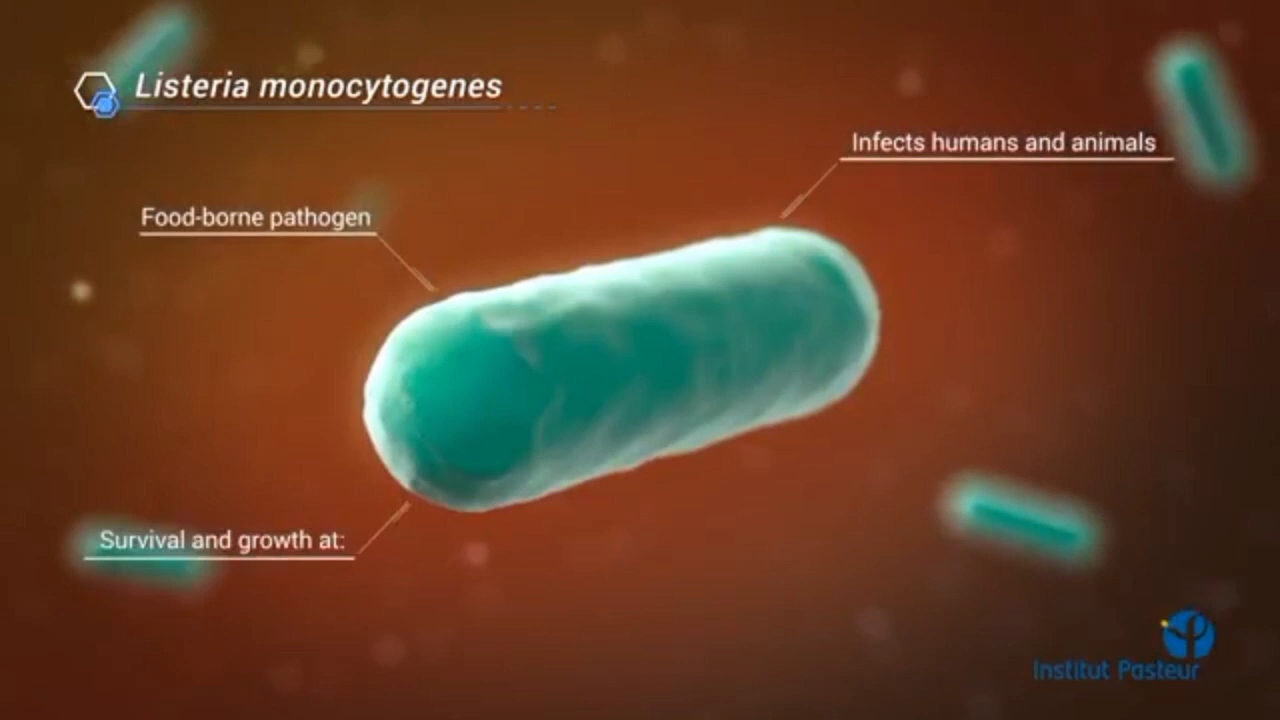 Listeria monocytogenes
Infects humans and animals
Food-borne pathogen
Survival and growth at:
Institut Pasteur